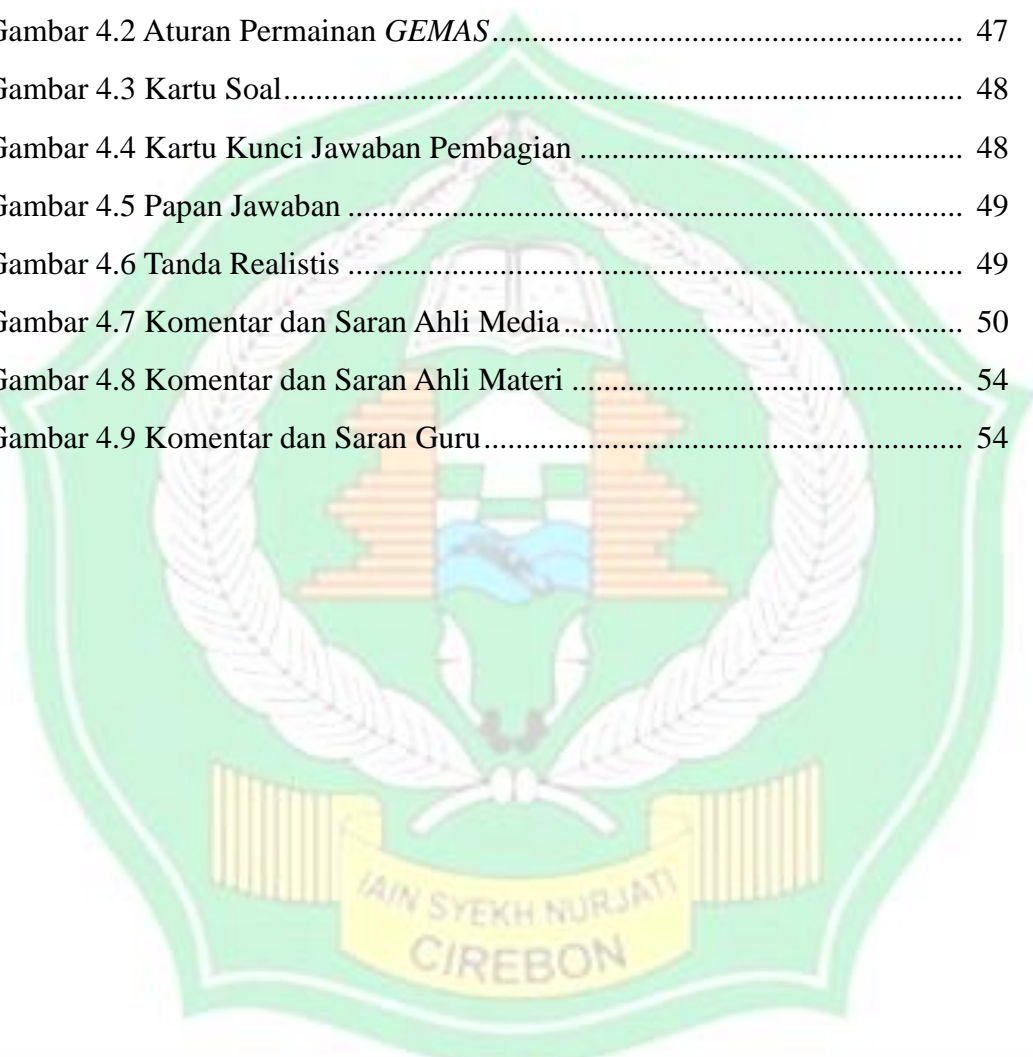 Gambar 4.2 Aturan Permainan GEMAS............................................................ 47
Gambar 4.3 Kartu Soal...................................................................................... 48
Gambar 4.4 Kartu Kunci Jawaban Pembagian ................................................ 48
Gambar 4.5 Papan Jawaban ............................................................................. 49
Gambar 4.6 Tanda Realistis ............................................................................. 49
Gambar 4.7 Komentar dan Saran Ahli Media.................................................. 50
Gambar 4.8 Komentar dan Saran Ahli Materi ................................................. 54
Gambar 4.9 Komentar dan Saran Guru............................................................ 54
IAIN SYEKH NURJATI
CIREBON